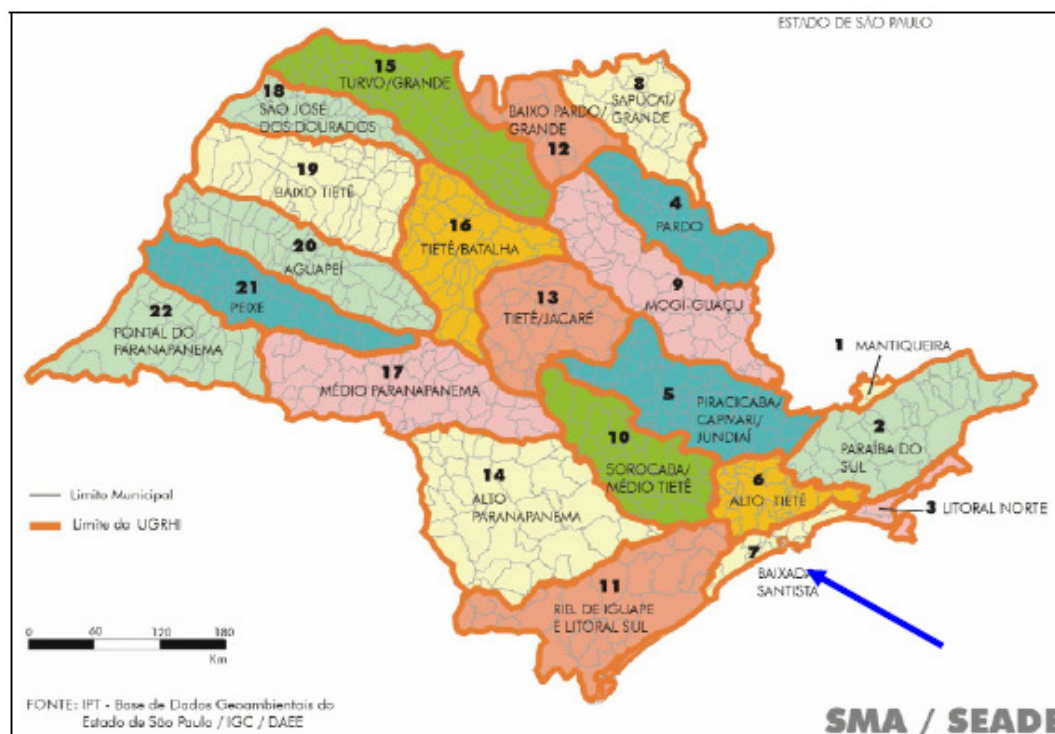 ESTADO DE SÃO PAULO
15
TURVO/GRANDE
8
SAPUCAÍ/
GRANDE
18
SÃO JOSÉ
DOS DOURADOS
BAIXO PARDO/
GRANDE
12
19
BAIXO TIETÊ
4
PARDO
16
TIETÊ/BATALHA
20
AGUAPEÍ
9
MOGI-GUAÇU
21
PEIXE
13
TIETÊ/JACARÉ
22
PONTAL DO
PARANAPANEMA
1 MANTIQUEIRA
17
MÉDIO PARANAPANEMA
5
PIRACICABA/
CAPIVARI/
JUNDIAÍ
2
PARAÍBA DO
SUL
10
SOROCABA/
MÉDIO TIETÊ
14
ALTO
PARANAPANEMA
6
ALTO TIETÊ
3 LITORAL NORTE
Limite Municipal
Limite da UGRHI
7
BAIXADA
SANTISTA
11
RIB. DE IGUAPE
E LITORAL SUL
0 60 120 180
Km
FONTE: IPT - Base de Dados Geoambientais do
Estado de São Paulo / IGC / DAEE
SMA / SEADE